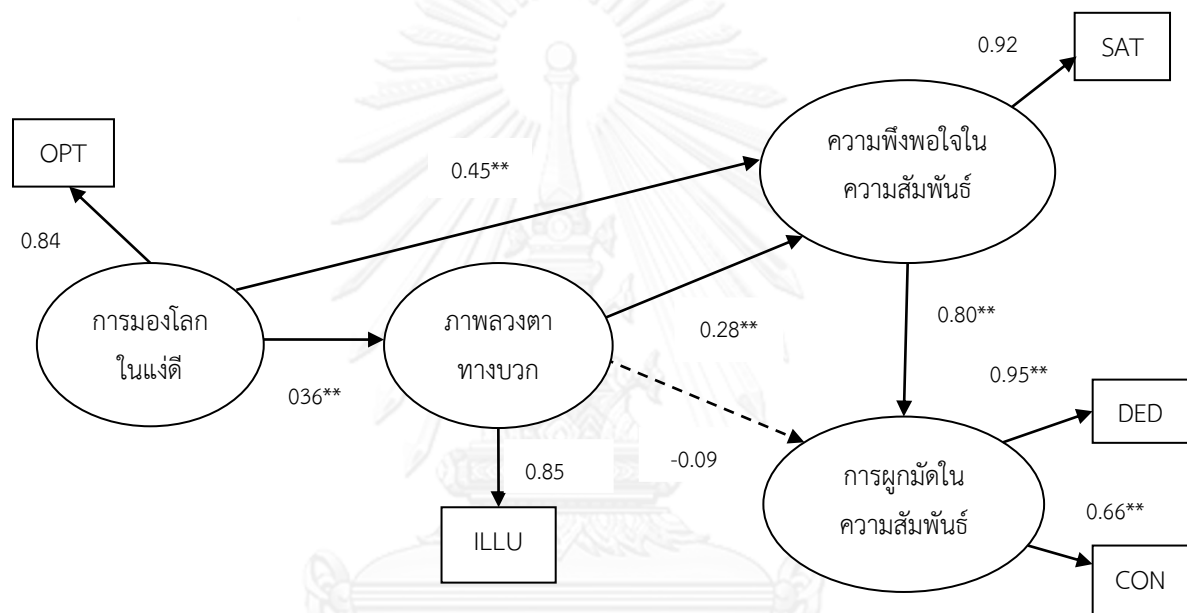 0.92
SAT
OPT
0.45**
ความพึงพอใจใน
ความสัมพันธ์
0.84
การมองโลก
ในแง่ดี
036**
ภาพลวงตา
ทางบวก
0.28**
0.80**
0.95**
DED
0.85
-0.09
การผูกมัดใน
ความสัมพันธ์
0.66**
ILLU
CON